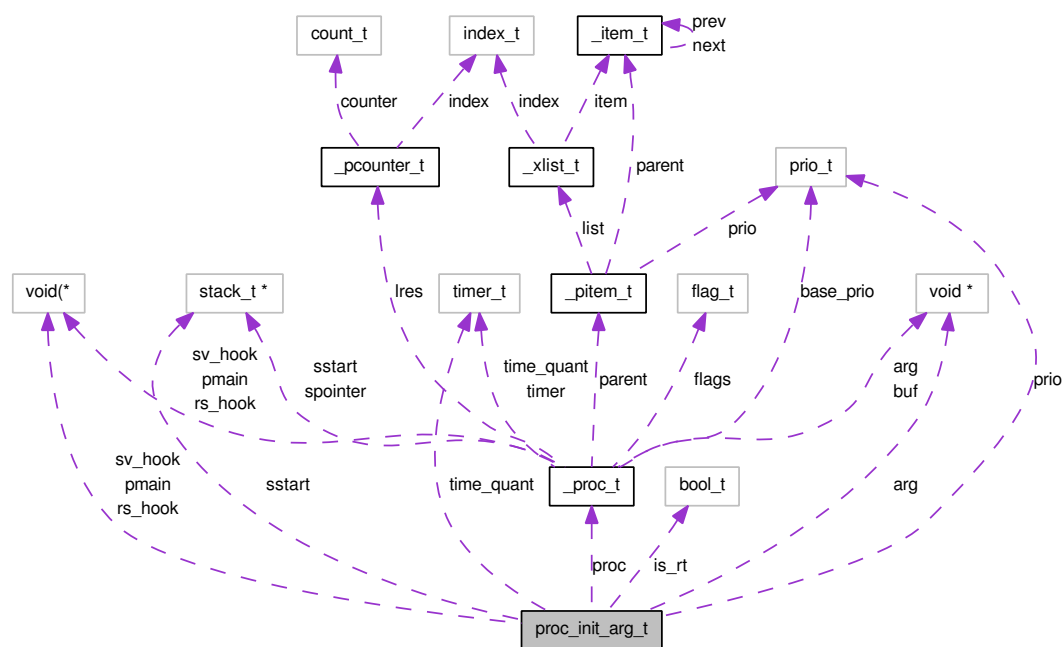 count_t
index_t
_item_t
prev
next
counter
index
index
item
_pcounter_t
_xlist_t
parent
prio_t
list
prio
void(*
stack_t *
lres
timer_t
_pitem_t
flag_t
base_prio
void *
sv_hook
pmain
rs_hook
sstart
spointer
time_quant
timer
parent
flags
arg
buf
prio
sv_hook
pmain
rs_hook
sstart
time_quant
_proc_t
bool_t
arg
proc
is_rt
proc_init_arg_t